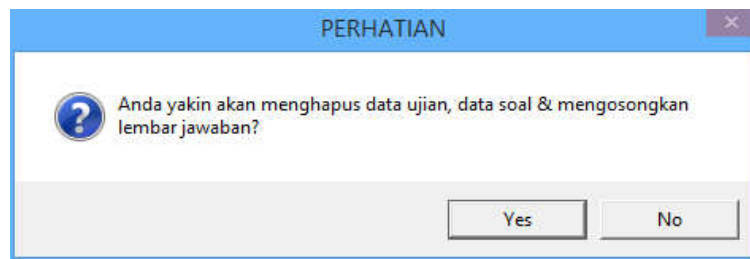 PERHATIAN
Anda yakin akan menghapus data ujian, data soal & mengosongkan
lembar jawaban?
Yes No